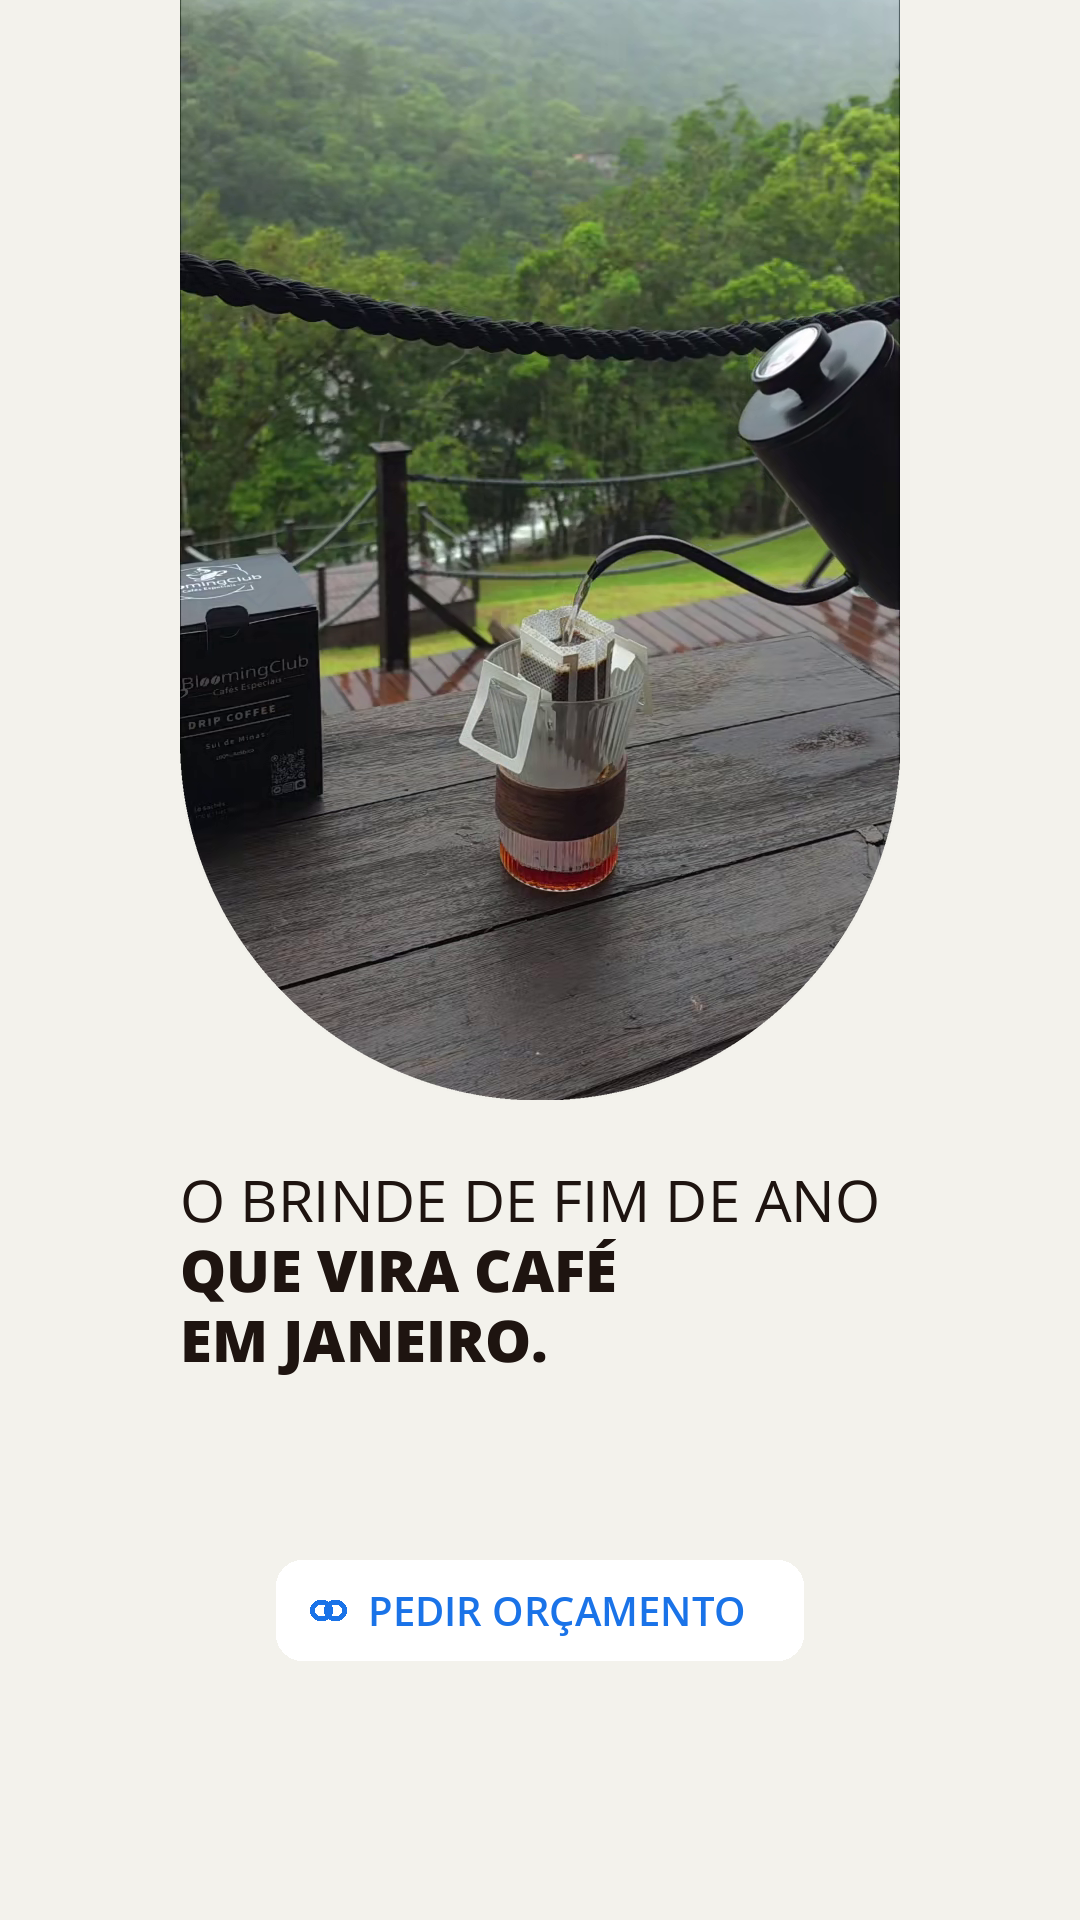 BloomingClub
Cafés Especiais
DRIP COFFEE
Sul de Minas
O BRINDE DE FIM DE ANO
QUE VIRA CAFÉ
EM JANEIRO.
PEDIR ORÇAMENTO